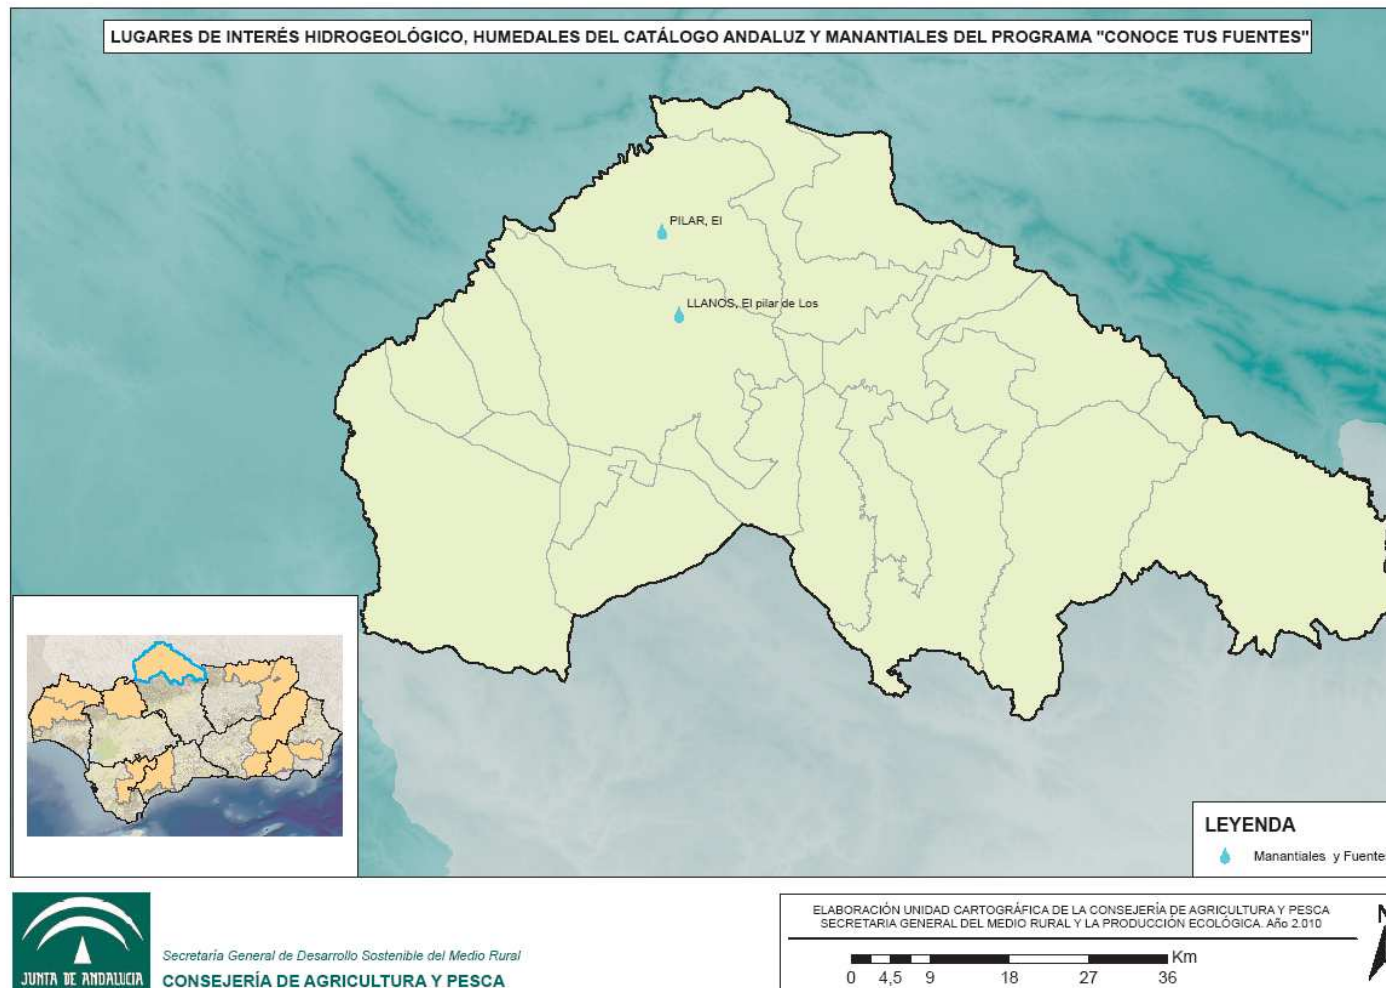 LUGARES DE INTERÉS HIDROGEOLÓGICO, HUMEDALES DEL CATÁLOGO ANDALUZ Y MANANTIALES DEL PROGRAMA "CONOCE TUS FUENTES"
PILAR, El
LLANOS, El pilar de Los
LEYENDA
Manantiales y Fuentes
ELABORACIÓN UNIDAD CARTOGRÁFICA DE LA CONSEJERÍA DE AGRICULTURA Y PESCA
SECRETARIA GENERAL DEL MEDIO RURAL Y LA PRODUCCIÓN ECOLÓGICA. Año 2.010
N
Km
0 4,5 9 18 27 36
JUNTA DE ANDALUCIA
Secretaría General de Desarrollo Sostenible del Medio Rural
CONSEJERÍA DE AGRICULTURA Y PESCA